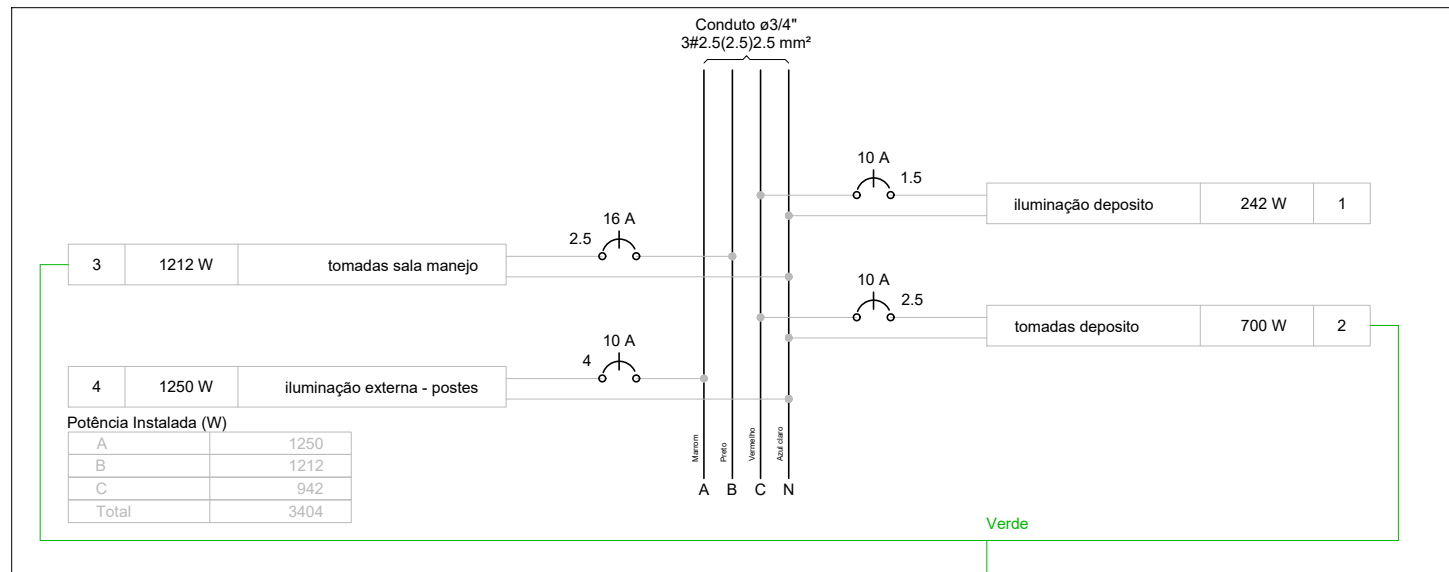 Conduto ø3/4"
3#2.5(2.5)2.5 mm²
10 A
1.5
iluminação deposito 242 W 1
16 A
2.5
3 1212 W tomadas sala manejo
10 A
2.5
tomadas deposito 700 W 2
10 A
4
4 1250 W iluminação externa - postes
Potência Instalada (W)
A 1250
B 1212
C 942
Total 3404
Marrom
Preto
Vermelho
Azul claro
A B C N
Verde